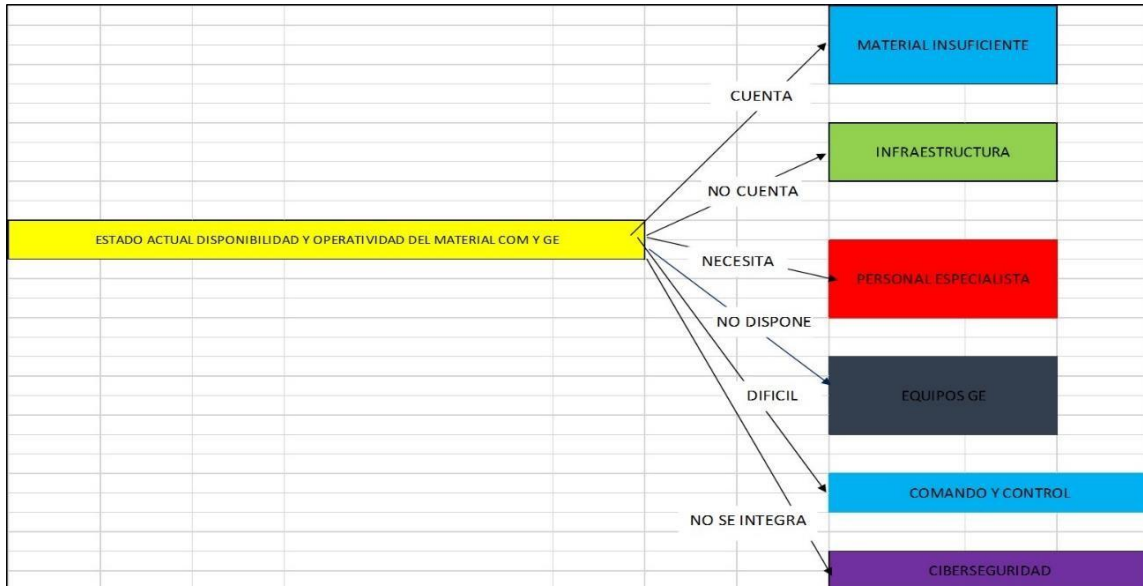 MATERIAL INSUFICIENTE
CUENTA
INFRAESTRUCTURA
NO CUENTA
ESTADO ACTUAL DISPONIBILIDAD Y OPERATIVIDAD DEL MATERIAL COM Y GE
NECESITA
PERSONAL ESPECIALISTA
NO DISPONE
EQUIPOS GE
DIFICIL
COMANDO Y CONTROL
NO SE INTEGRA
CIBERSEGURIDAD